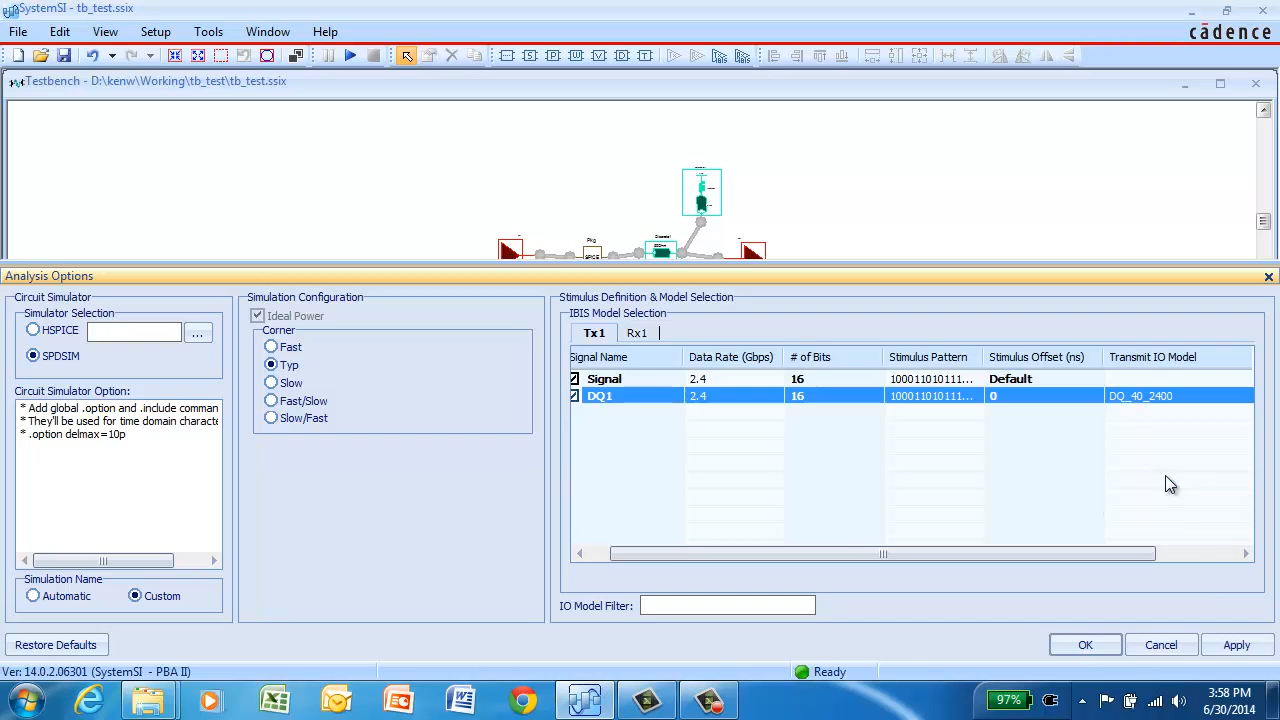 SystemSI - tb_test.ssix
File Edit View Setup Tools Window Help
cādence
Testbench - D:\kenw\Working\tb_test\tb_test.ssix
Pkg
SPICE
Analysis Options
Circuit Simulator
Simulator Selection
HSPICE
...
SPDSIM
Circuit Simulator Option:
* Add global .option and .include comman
* They'll be used for time domain characte
* .option delmax=10p
Simulation Name
Automatic Custom
Simulation Configuration
Ideal Power
Corner
Fast
Typ
Slow
Fast/Slow
Slow/Fast
Stimulus Definition & Model Selection
IBIS Model Selection
Tx1 Rx1
Signal Name Data Rate (Gbps) # of Bits Stimulus Pattern Stimulus Offset (ns) Transmit IO Model
Signal 2.4 16 100011010111... Default
DQ1 2.4 16 100011010111... 0 DQ_40_2400
IO Model Filter:
Restore Defaults OK Cancel Apply
Ver: 14.0.2.06301 (SystemSI - PBA II) Ready
97%
3:58 PM
6/30/2014